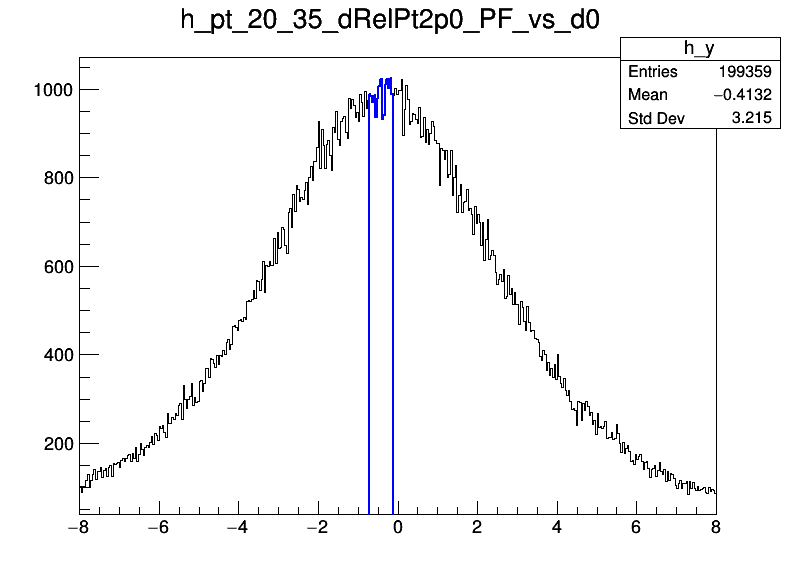 h_pt_20_35_dRelPt2p0_PF_vs_d0
h_y
Entries 199359
Mean −0.4132
Std Dev 3.215
1000
800
600
400
200
−8 −6 −4 −2 0 2 4 6 8